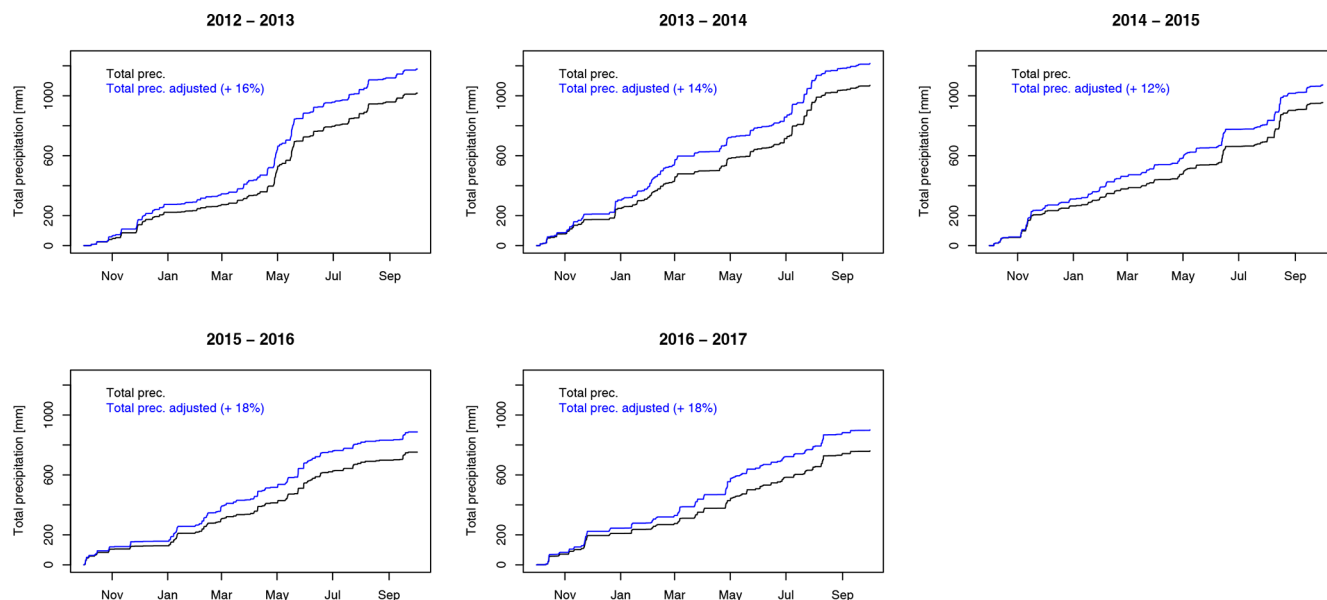 2012 – 2013
Total precipitation [mm]
1000
600
200
0
Total prec.
Total prec. adjusted (+ 16%)
Nov Jan Mar May Jul Sep
2013 – 2014
Total precipitation [mm]
1000
600
200
0
Total prec.
Total prec. adjusted (+ 14%)
Nov Jan Mar May Jul Sep
2014 – 2015
Total precipitation [mm]
1000
600
200
0
Total prec.
Total prec. adjusted (+ 12%)
Nov Jan Mar May Jul Sep
2015 – 2016
Total precipitation [mm]
1000
600
200
0
Total prec.
Total prec. adjusted (+ 18%)
Nov Jan Mar May Jul Sep
2016 – 2017
Total precipitation [mm]
1000
600
200
0
Total prec.
Total prec. adjusted (+ 18%)
Nov Jan Mar May Jul Sep